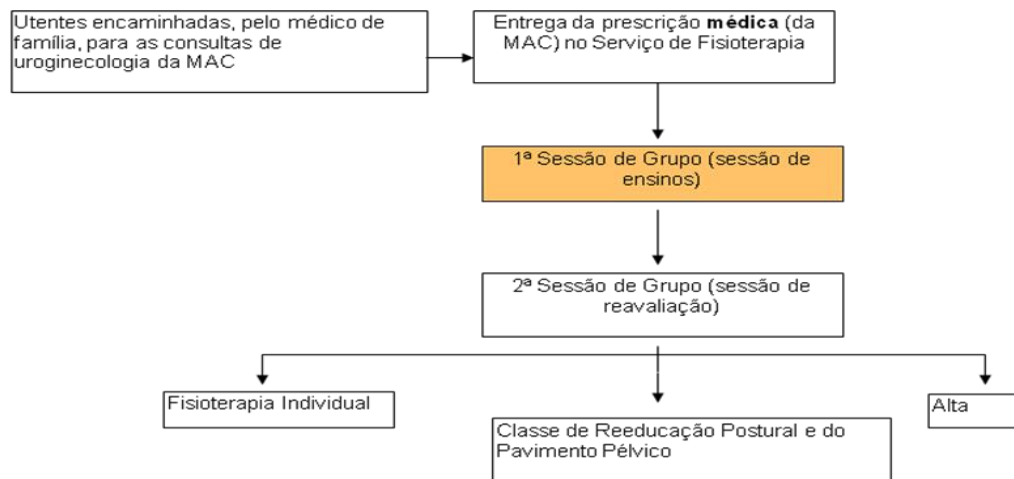 Utentes encaminhadas, pelo médico de
família, para as consultas de
uroginecologia da MAC
Entrega da prescrição médica (da
MAC) no Serviço de Fisioterapia
1ª Sessão de Grupo (sessão de
ensinos)
2ª Sessão de Grupo (sessão de
reavaliação)
Fisioterapia Individual
Classe de Reeducação Postural e do
Pavimento Pélvico
Alta